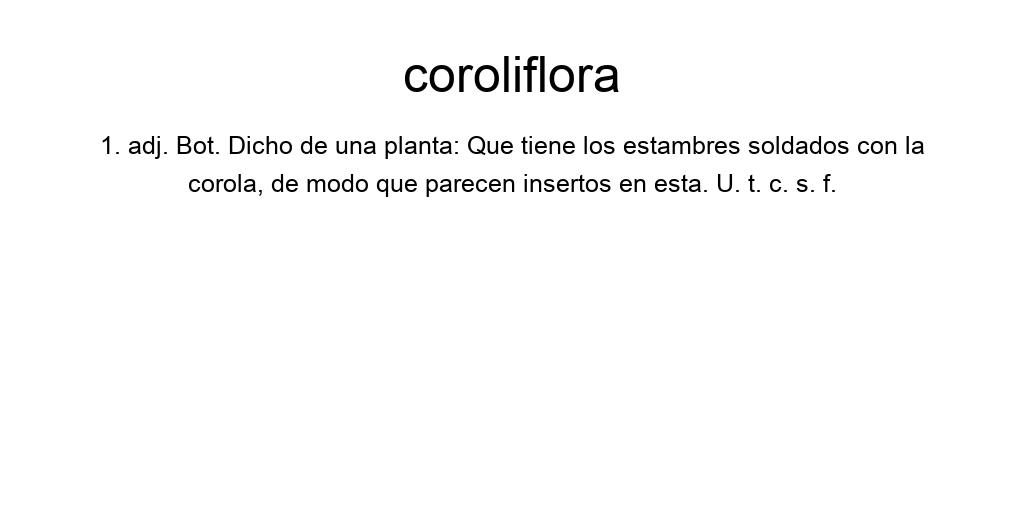 coroliflora
1. adj. Bot. Dicho de una planta: Que tiene los estambres soldados con la
corola, de modo que parecen insertos en esta. U. t. c. s. f.